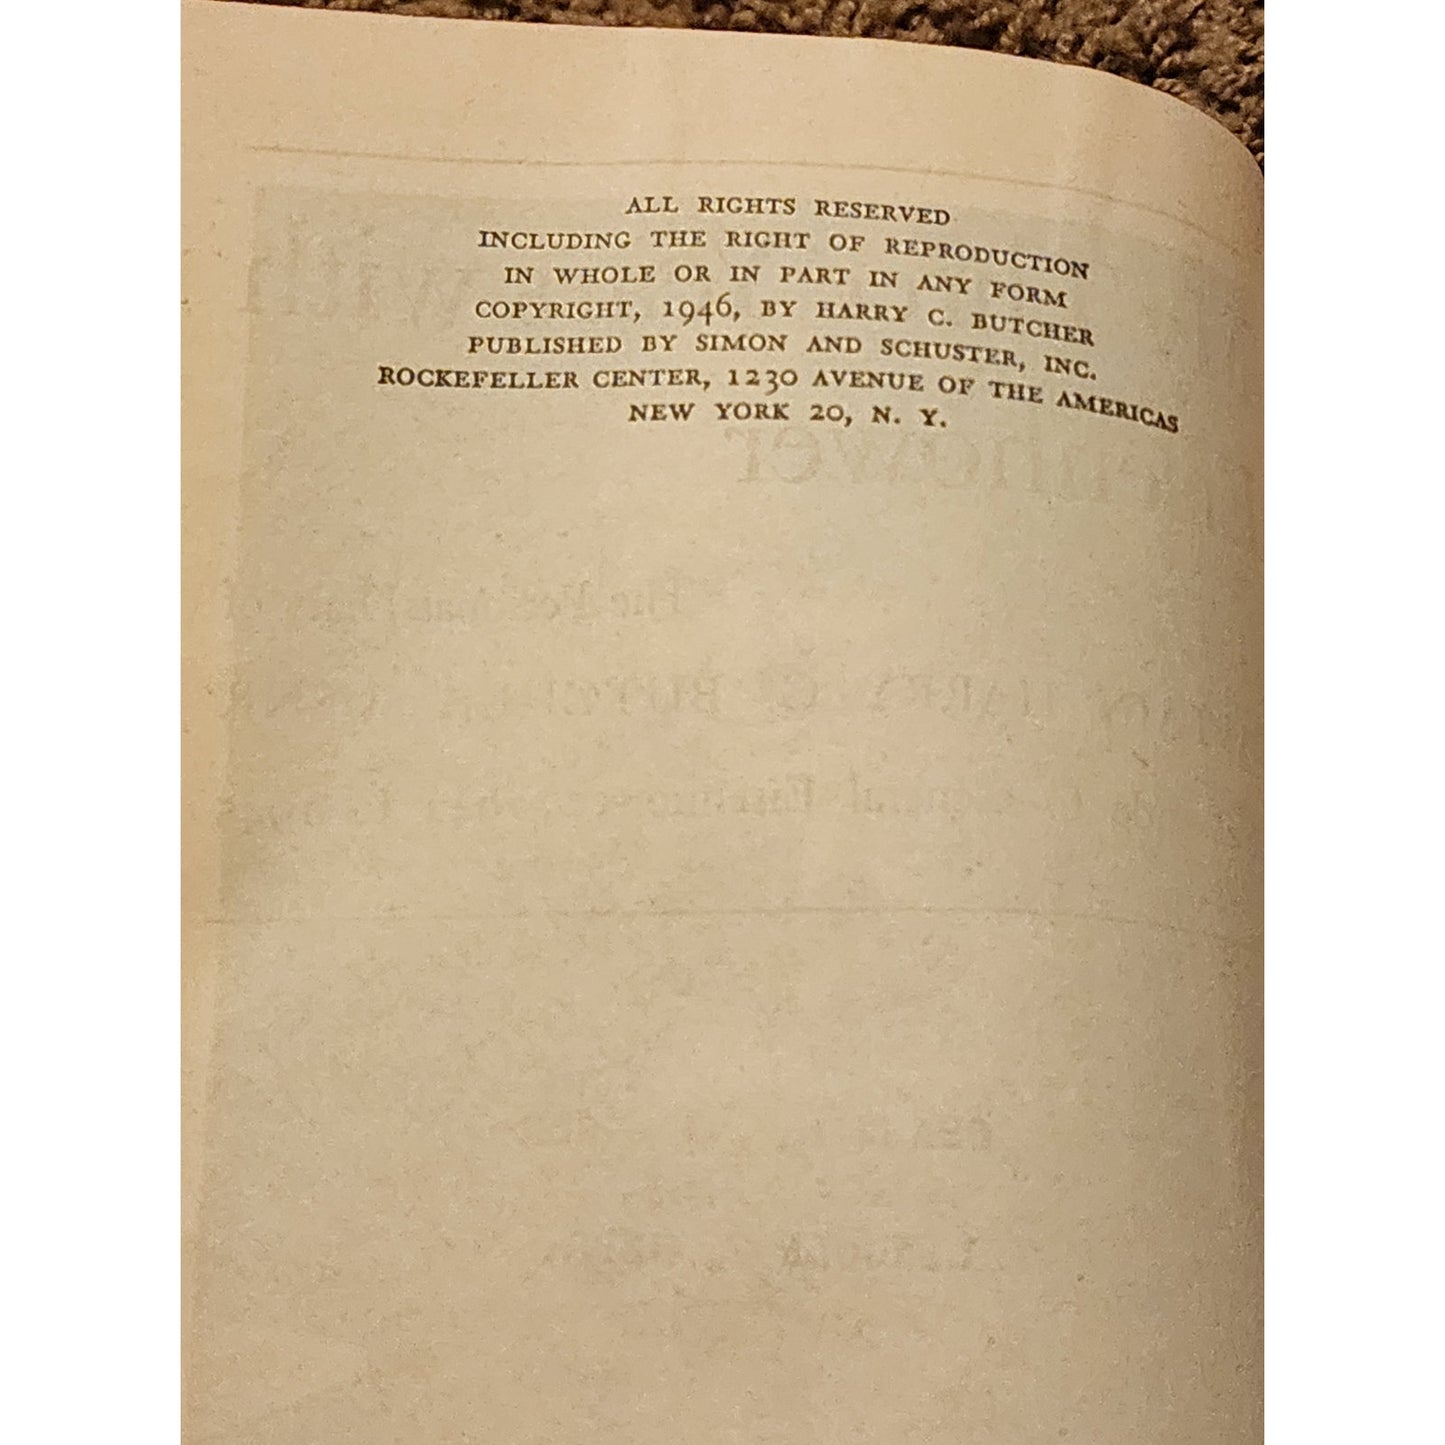 ALL RIGHTS RESERVED
INCLUDING THE RIGHT OF REPRODUCTION
IN WHOLE OR IN PART IN ANY FORM
COPYRIGHT, 1946, BY HARRY C. BUTCHER
PUBLISHED BY SIMON AND SCHUSTER, INC.
ROCKEFELLER CENTER, 1230 AVENUE OF THE AMERICAS
NEW YORK 20, N. Y.